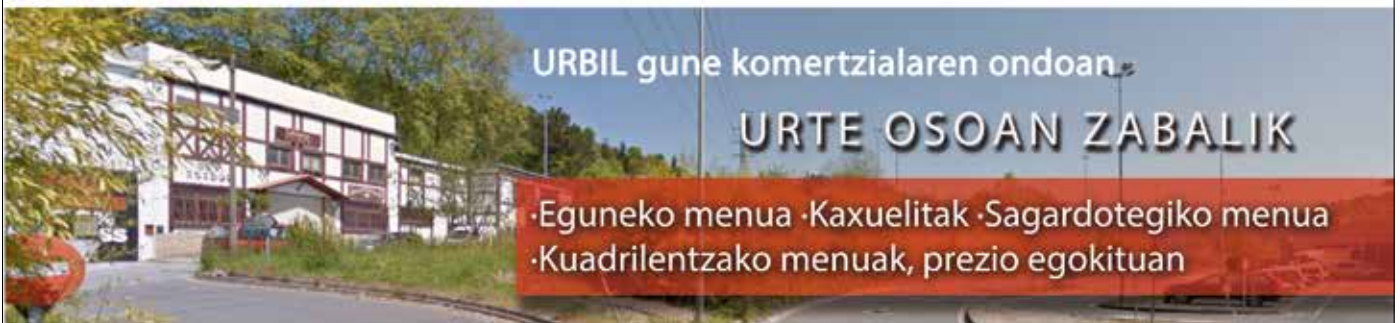 URBIL gune komertzialaren ondoan
URTE OSOAN ZABALIK
·Eguneko menua ·Kaxuelitak ·Sagardotegiko menua
·Kuadrilentzako menuak, prezio egokituan